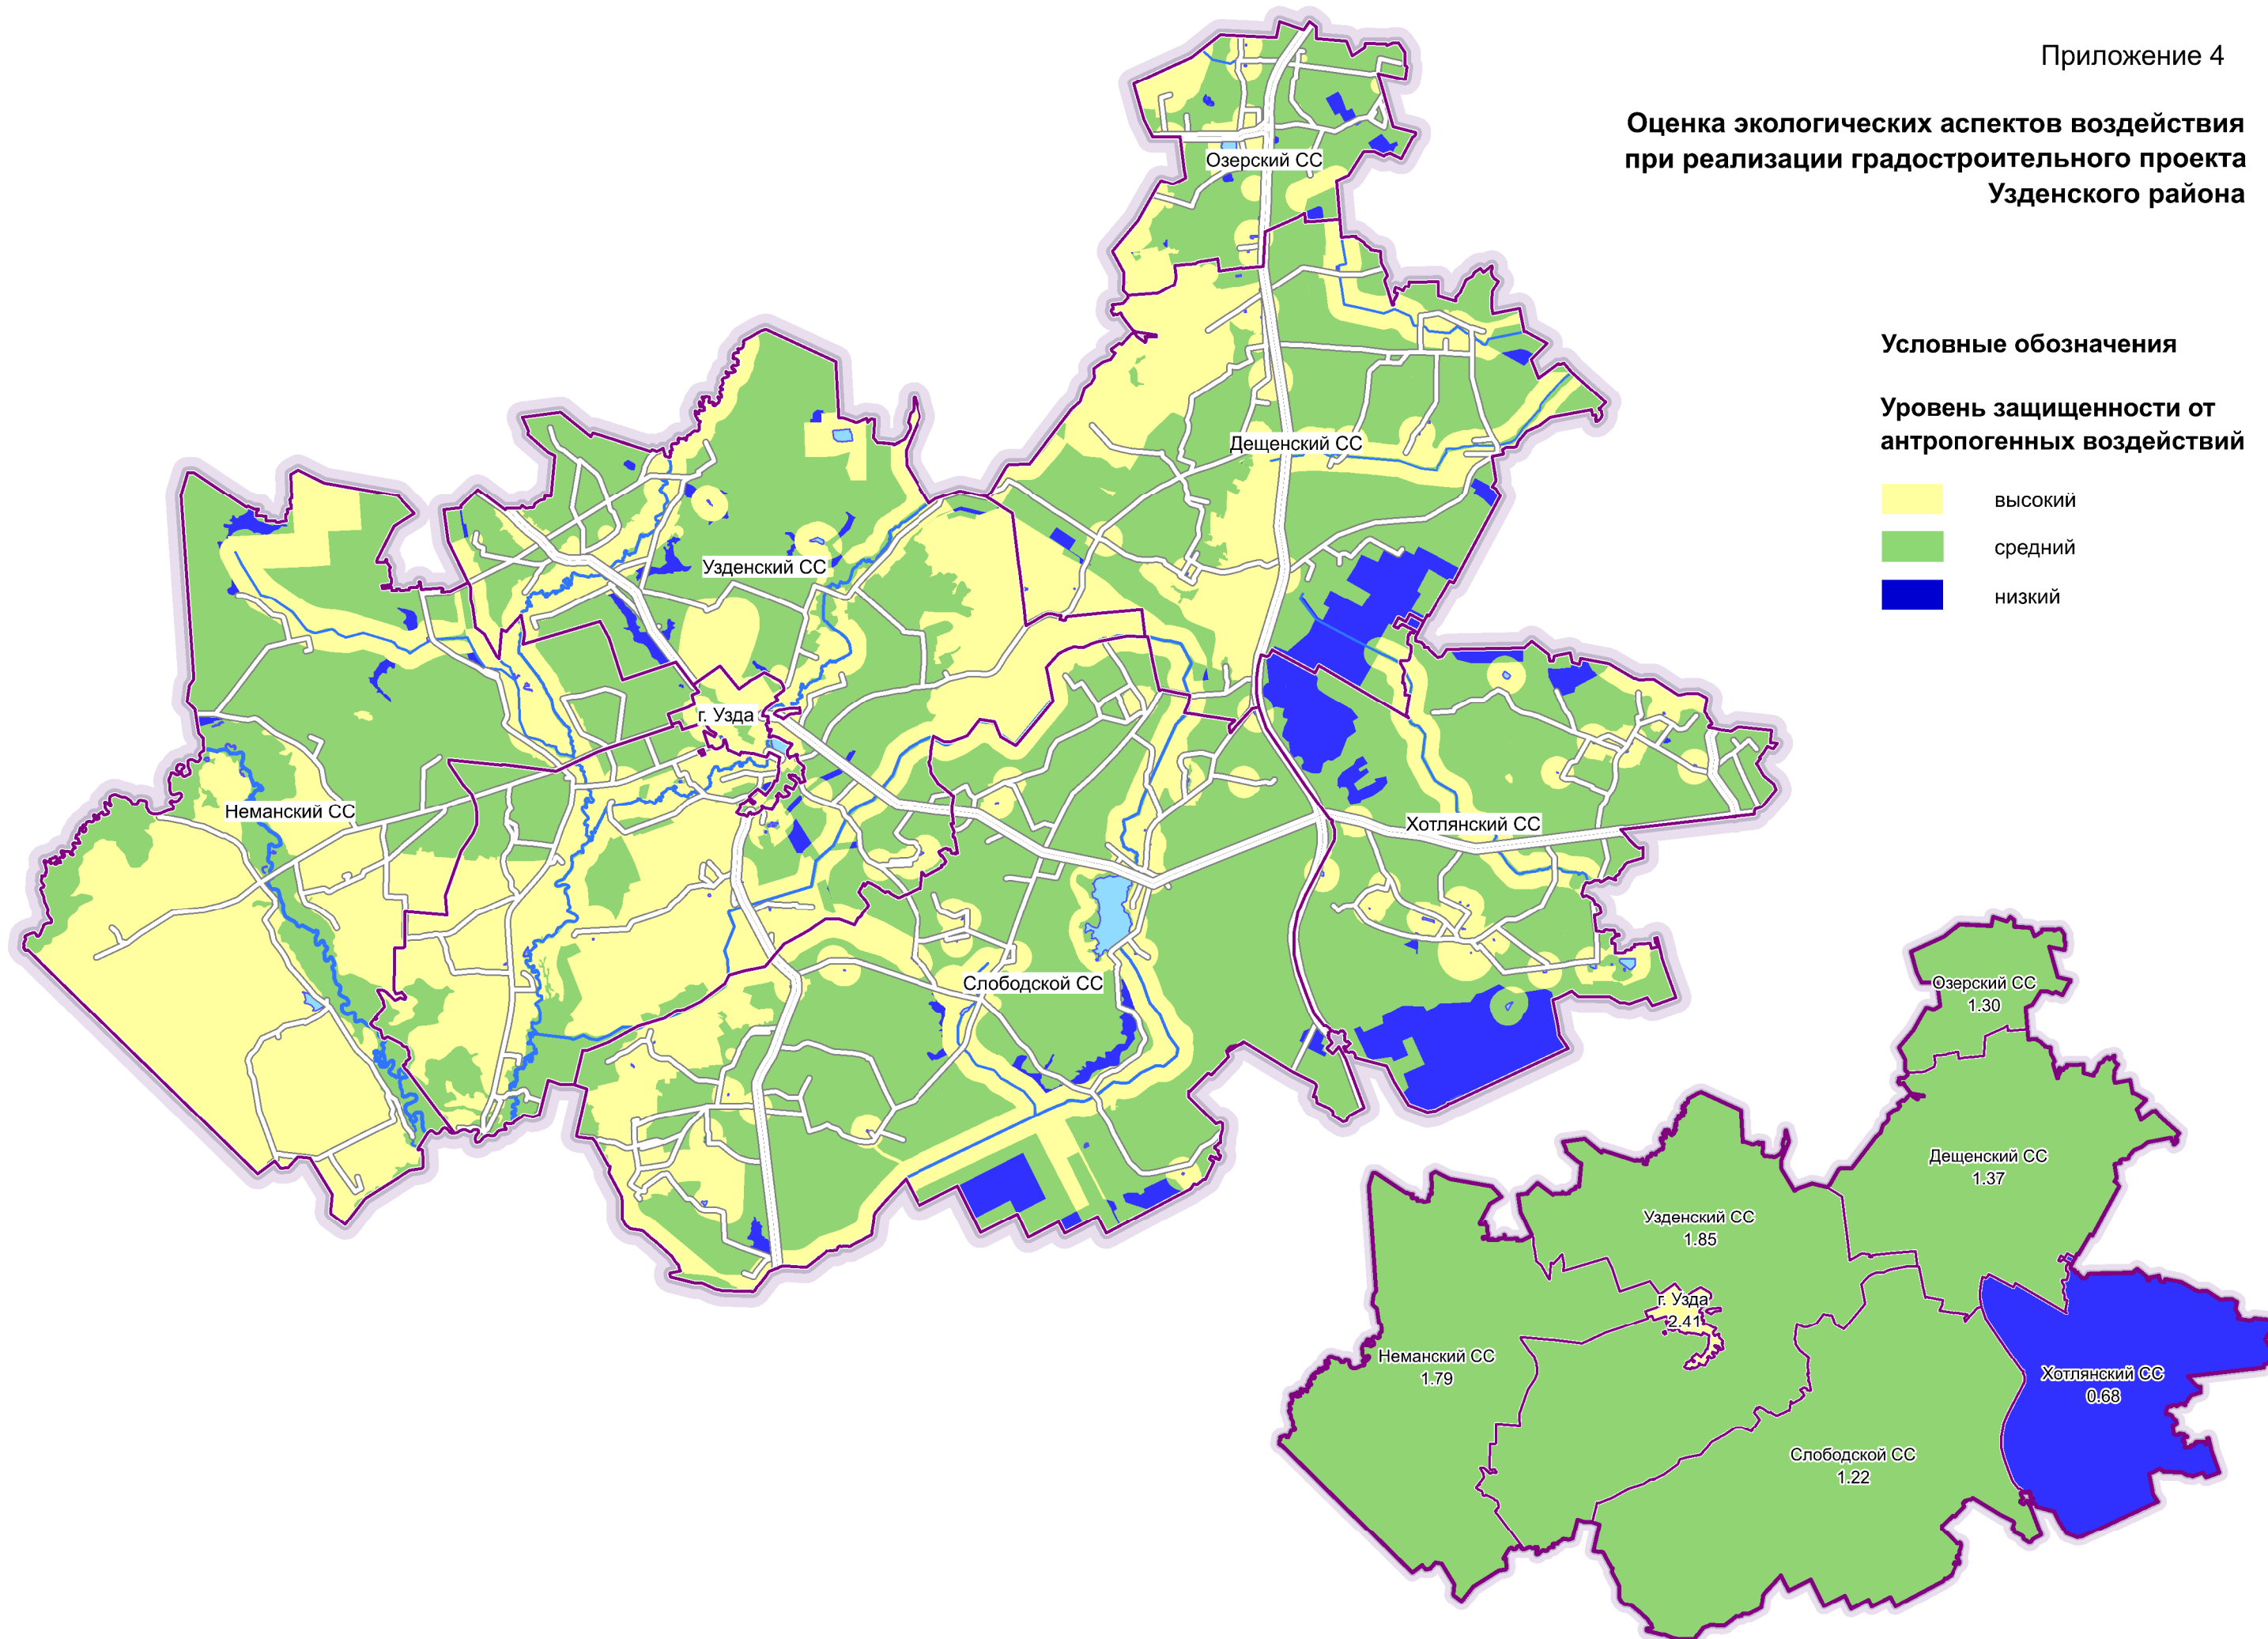 Приложение 4
Оценка экологических аспектов воздействия
при реализации градостроительного проекта
Узденского района
Условные обозначения
Уровень защищенности от
антропогенных воздействий
высокий
средний
низкий
Озерский СС
Дещенский СС
Узденский СС
г. Узда
Неманский СС
Хотлянский СС
Слободской СС
Озерский СС
1.30
Дещенский СС
1.37
Узденский СС
1.85
г. Узда
2.41
Неманский СС
1.79
Хотлянский СС
0.68
Слободской СС
1.22